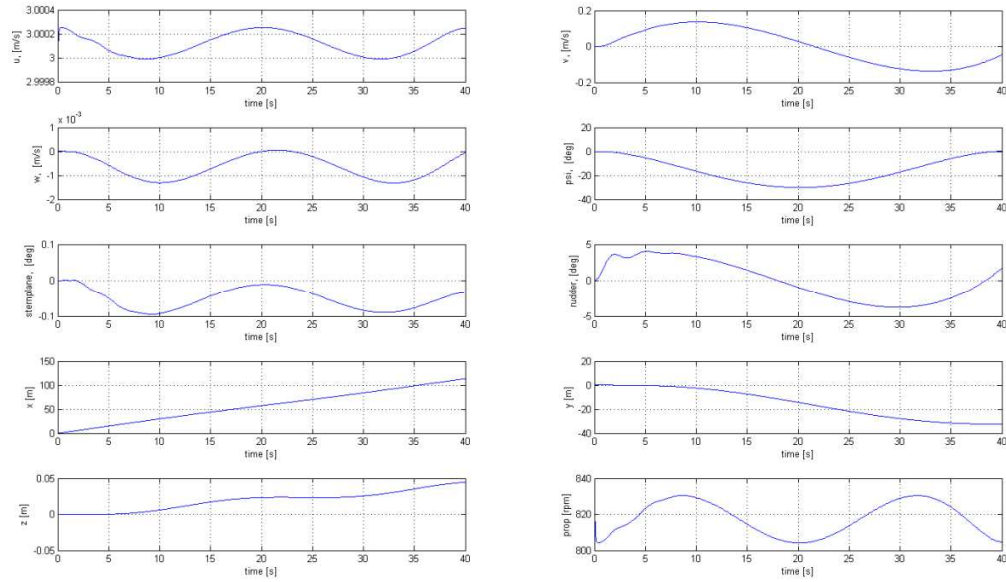 3.0004
3.0002
3
2.9998
u, [m/s]
0 5 10 15 20 25 30 35 40
time [s]
0.2
0
-0.2
v, [m/s]
0 5 10 15 20 25 30 35 40
time [s]
x 10^-3
1
0
-1
-2
w, [m/s]
0 5 10 15 20 25 30 35 40
time [s]
20
0
-20
-40
psi, [deg]
0 5 10 15 20 25 30 35 40
time [s]
0.1
0
-0.1
sternplane, [deg]
0 5 10 15 20 25 30 35 40
time [s]
5
0
-5
rudder, [deg]
0 5 10 15 20 25 30 35 40
time [s]
150
100
50
0
x [m]
0 5 10 15 20 25 30 35 40
time [s]
20
0
-20
-40
y [m]
0 5 10 15 20 25 30 35 40
time [s]
0.05
0
-0.05
z [m]
0 5 10 15 20 25 30 35 40
time [s]
840
820
800
prop [rpm]
0 5 10 15 20 25 30 35 40
time [s]